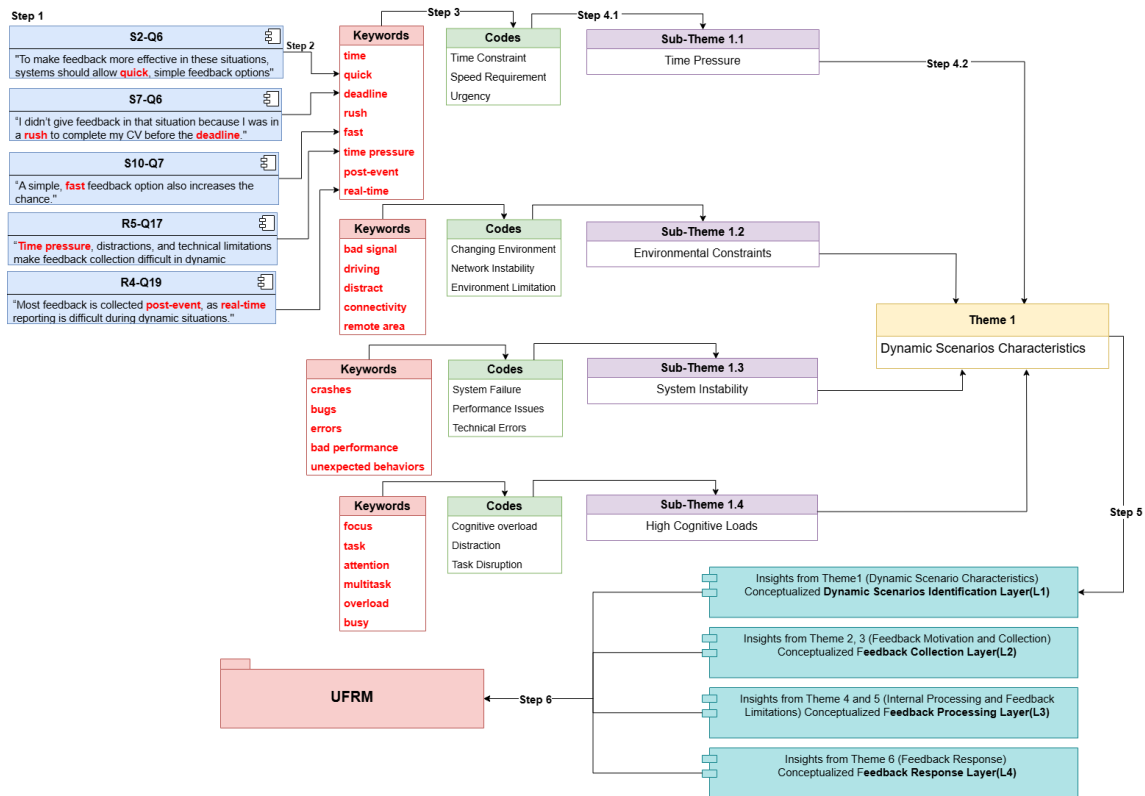 Step 1
S2-Q6
"To make feedback more effective in these situations,
systems should allow quick, simple feedback options"
S7-Q6
"I didn't give feedback in that situation because I was in
a rush to complete my CV before the deadline."
S10-Q7
"A simple, fast feedback option also increases the
chance."
R5-Q17
"Time pressure, distractions, and technical limitations
make feedback collection difficult in dynamic
R4-Q19
"Most feedback is collected post-event, as real-time
reporting is difficult during dynamic situations."
Step 2
Keywords
time
quick
deadline
rush
fast
time pressure
post-event
real-time
Step 3
Codes
Time Constraint
Speed Requirement
Urgency
Step 4.1
Sub-Theme 1.1
Time Pressure
Step 4.2
Keywords
bad signal
driving
distract
connectivity
remote area
Codes
Changing Environment
Network Instability
Environment Limitation
Sub-Theme 1.2
Environmental Constraints
Theme 1
Dynamic Scenarios Characteristics
Keywords
crashes
bugs
errors
bad performance
unexpected behaviors
Codes
System Failure
Performance Issues
Technical Errors
Sub-Theme 1.3
System Instability
Keywords
focus
task
attention
multitask
overload
busy
Codes
Cognitive overload
Distraction
Task Disruption
Sub-Theme 1.4
High Cognitive Loads
Step 5
Insights from Theme1 (Dynamic Scenario Characteristics)
Conceptualized Dynamic Scenarios Identification Layer(L1)
Insights from Theme 2, 3 (Feedback Motivation and Collection)
Conceptualized Feedback Collection Layer(L2)
Insights from Theme 4 and 5 (Internal Processing and Feedback
Limitations) Conceptualized Feedback Processing Layer(L3)
Insights from Theme 6 (Feedback Response)
Conceptualized Feedback Response Layer(L4)
Step 6
UFRM